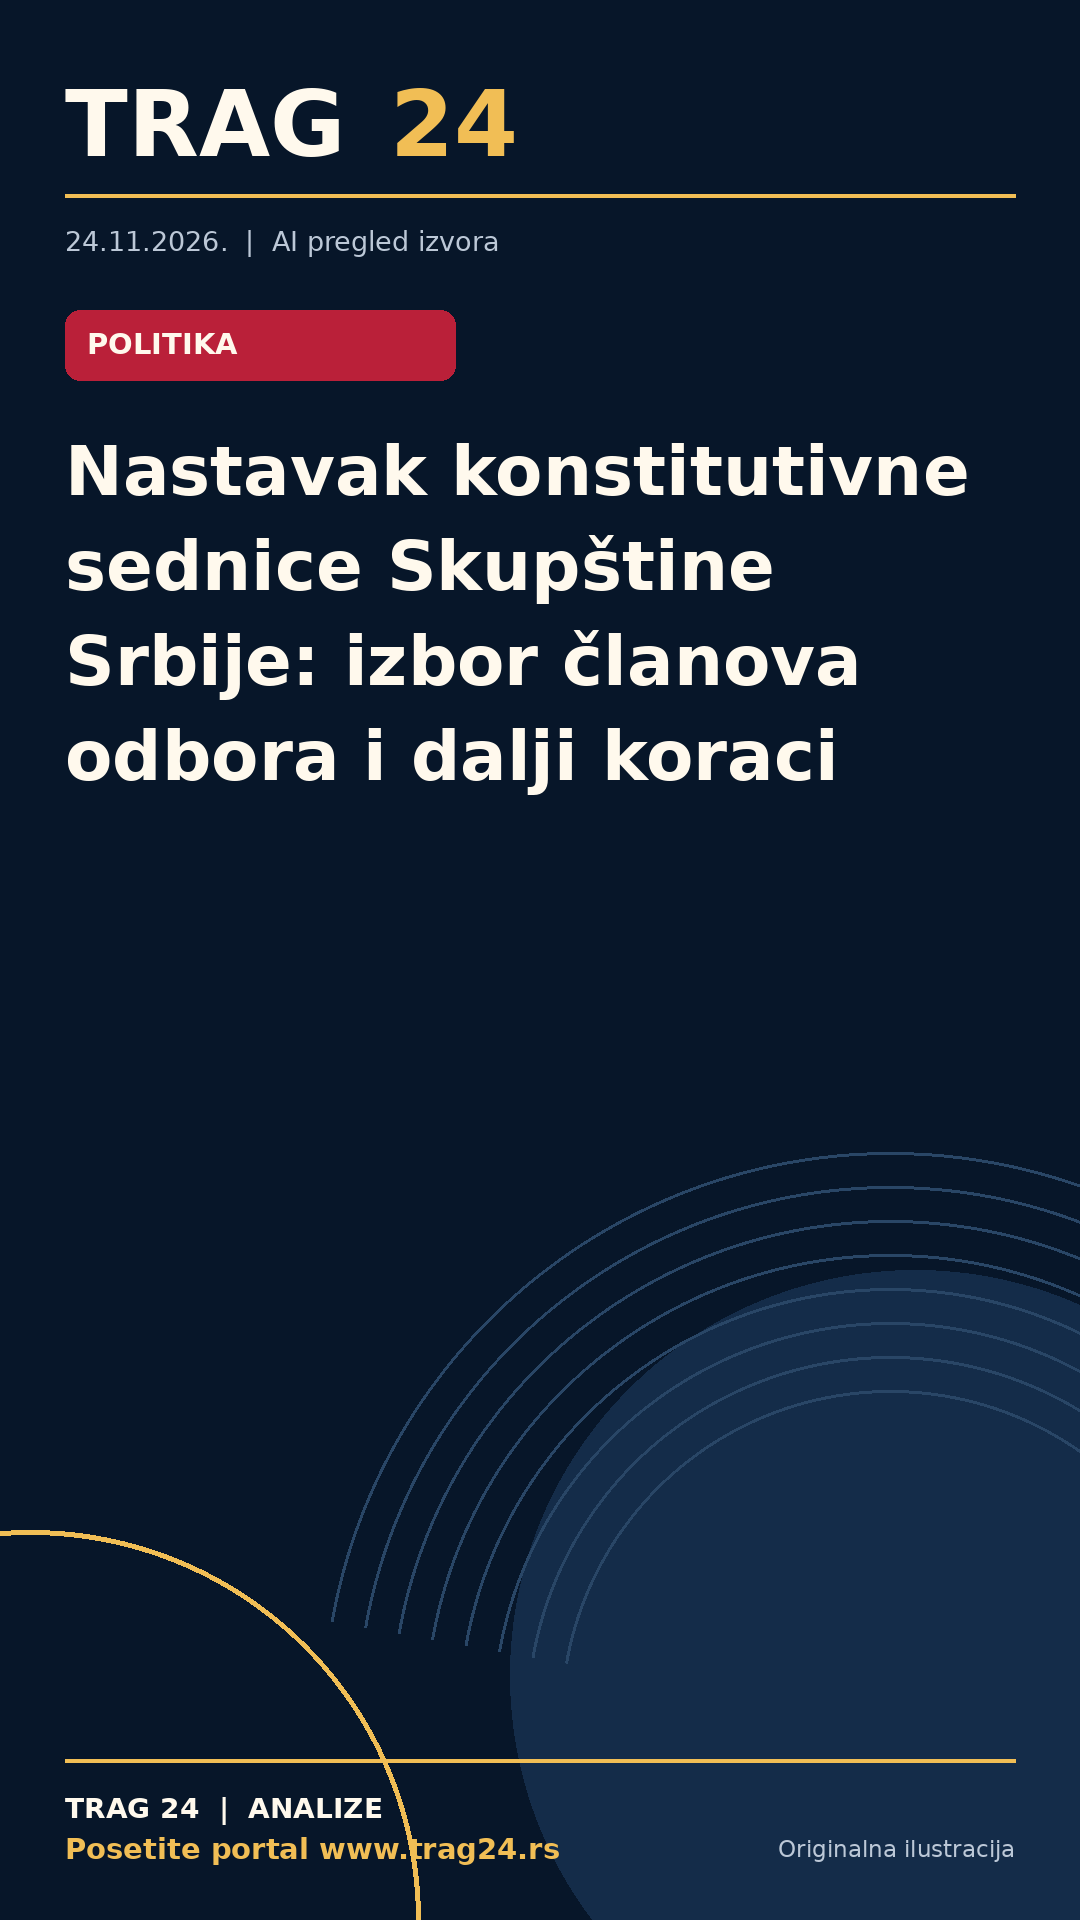 TRAG 24
24.11.2026. | AI pregled izvora
POLITIKA
Nastavak konstitutivne
sednice Skupštine
Srbije: izbor članova
odbora i dalji koraci
TRAG 24 | ANALIZE
Posetite portal www.trag24.rs
Originalna ilustracija